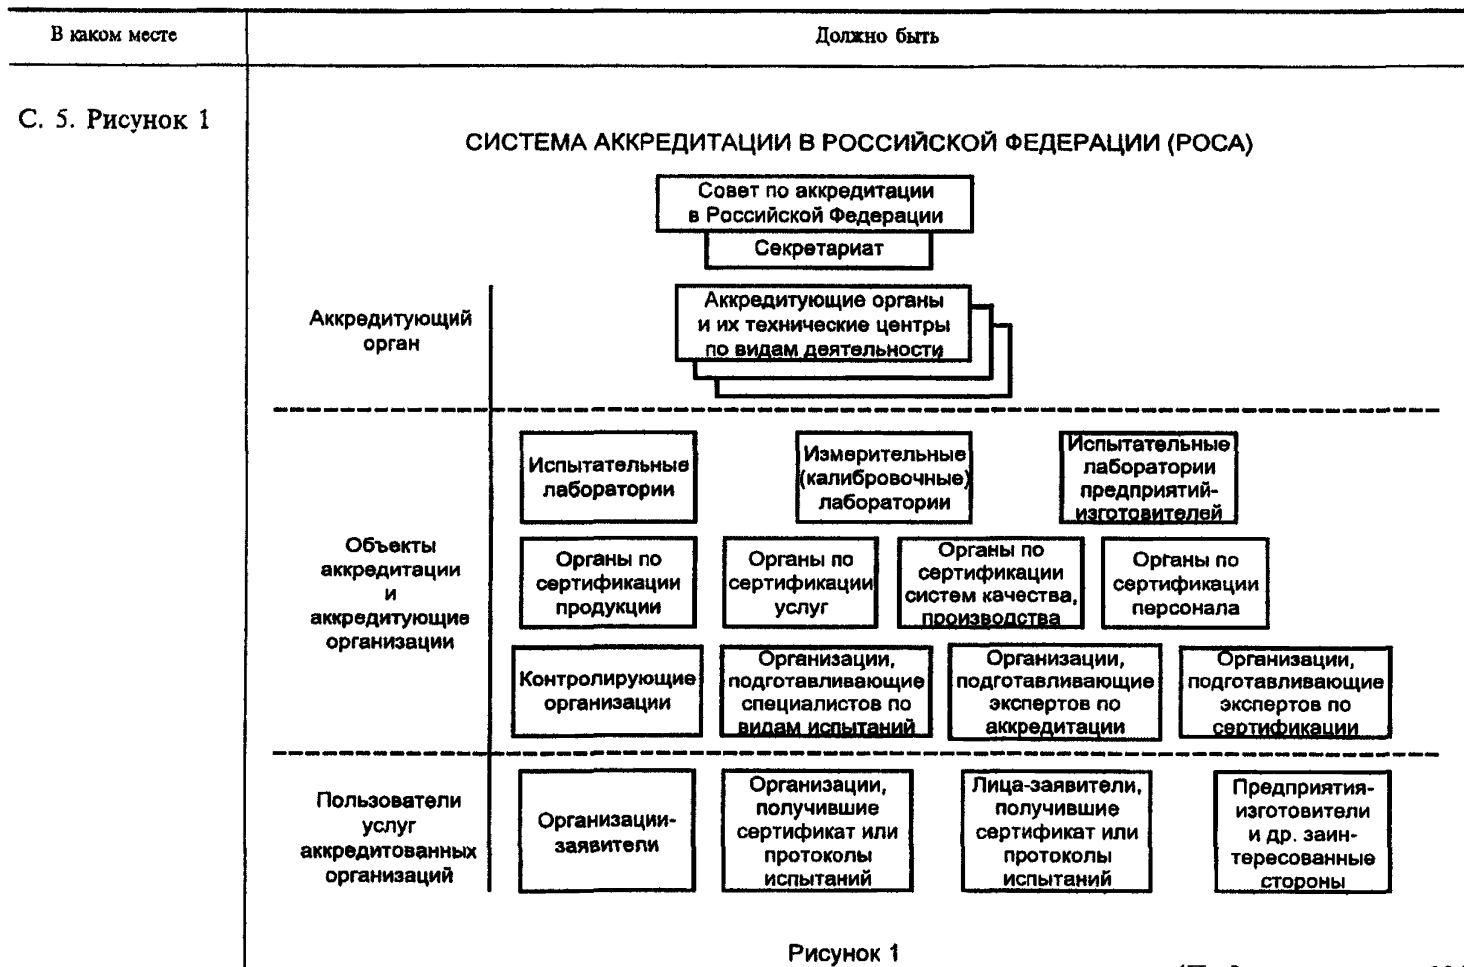 В каком месте
Должно быть
С. 5. Рисунок 1
СИСТЕМА АККРЕДИТАЦИИ В РОССИЙСКОЙ ФЕДЕРАЦИИ (РОСА)
Совет по аккредитации
в Российской Федерации
Секретариат
Аккредитующий
орган
Аккредитующие органы
и их технические центры
по видам деятельности
Объекты
аккредитации
и
аккредитующие
организации
Испытательные
лаборатории
Измерительные
(калибровочные)
лаборатории
Испытательные
лаборатории
предприятий-
изготовителей
Органы по
сертификации
продукции
Органы по
сертификации
услуг
Органы по
сертификации
систем качества,
производства
Органы по
сертификации
персонала
Контролирующие
организации
Организации,
подготавливающие
специалистов по
видам испытаний
Организации,
подготавливающие
экспертов по
аккредитации
Организации,
подготавливающие
экспертов по
сертификации
Пользователи
услуг
аккредитованных
организаций
Организации-
заявители
Организации,
получившие
сертификат или
протоколы
испытаний
Лица-заявители,
получившие
сертификат или
протоколы
испытаний
Предприятия-
изготовители
и др. заин-
тересованные
стороны
Рисунок 1